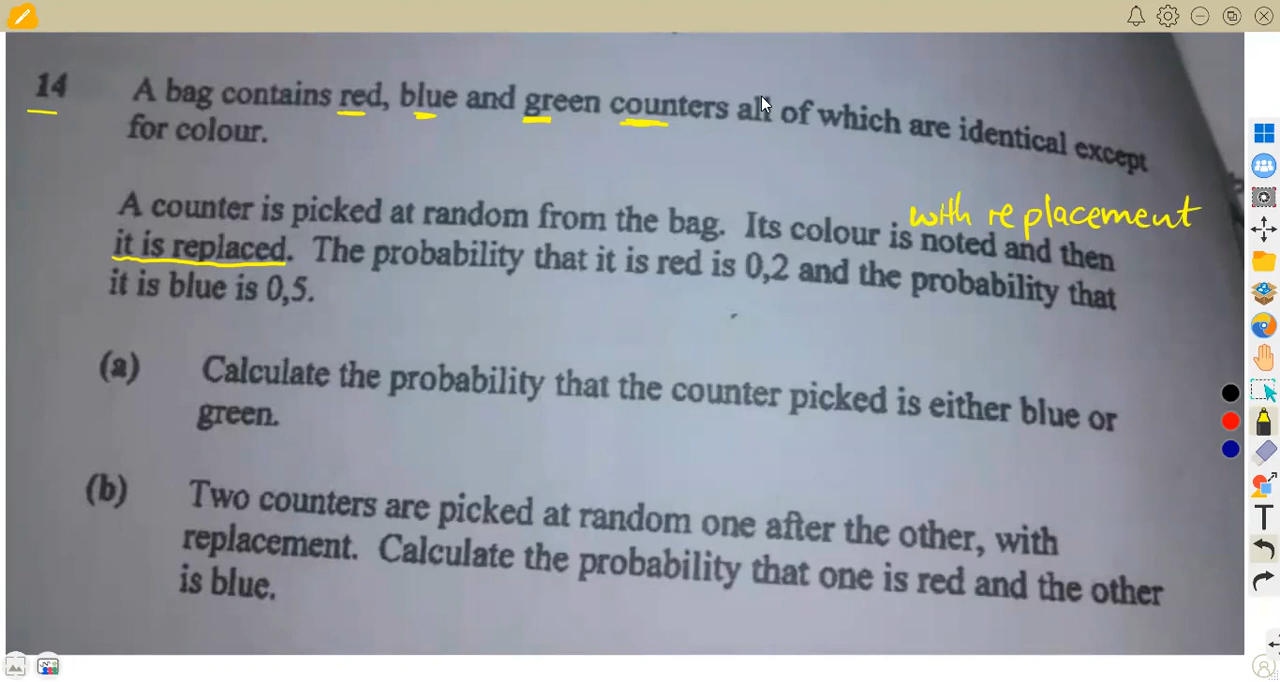 14 A bag contains red, blue and green counters all of which are identical except
for colour.
with replacement
A counter is picked at random from the bag. Its colour is noted and then
it is replaced. The probability that it is red is 0,2 and the probability that
it is blue is 0,5.
(a) Calculate the probability that the counter picked is either blue or
green.
(b) Two counters are picked at random one after the other, with
replacement. Calculate the probability that one is red and the other
is blue.
T